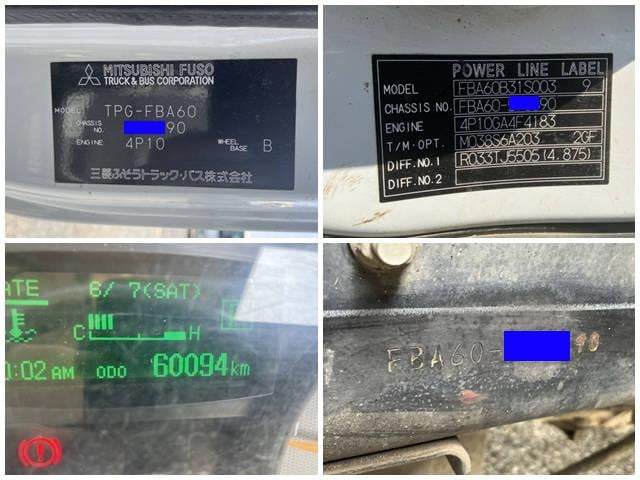 MITSUBISHI FUSO
TRUCK & BUS CORPORATION
MODEL TPG-FBA60
CHASSIS NO. 90
ENGINE 4P10 WHEEL BASE B
三菱ふそうトラック・バス株式会社
POWER LINE LABEL
MODEL FBA60B31S003 9
CHASSIS NO. FBA60- 90
ENGINE 4P10GA4F4183
T/M・OPT. M038S6A203 2GF
DIFF.NO.1 R033TJ5505(4.875)
DIFF.NO.2
ATE 6/ 7(SAT)
C H
:02 AM ODO 60094 km
FBA60- 90